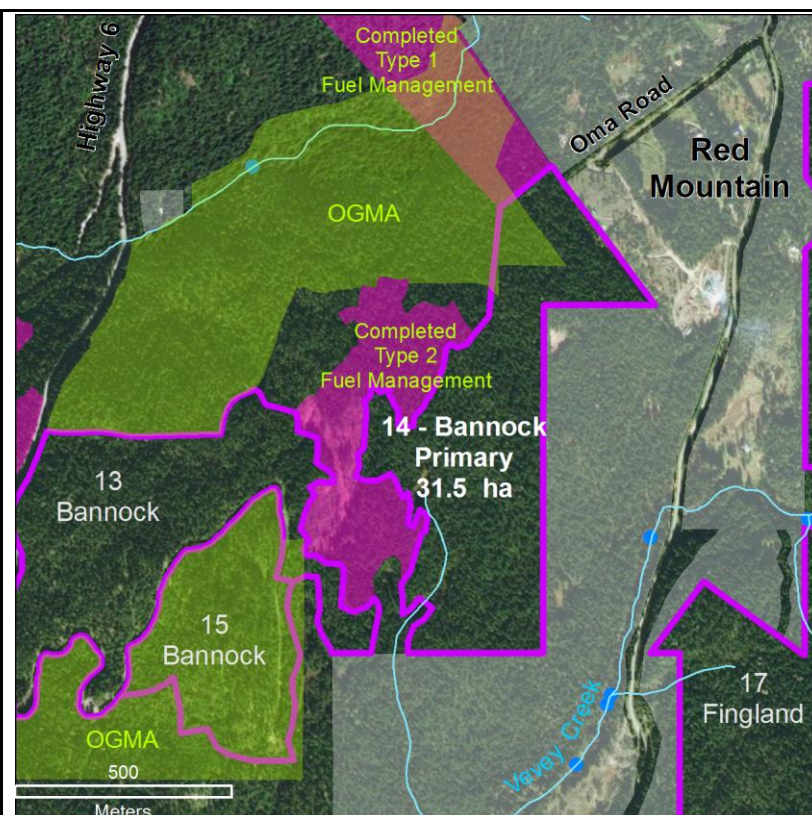 Completed
Type 1
Fuel Management
Highway 6
Oma Road
Red
Mountain
OGMA
Completed
Type 2
Fuel Management
14 - Bannock
Primary
31.5 ha
13
Bannock
15
Bannock
17
Fingland
OGMA
Vevey Creek
500
Meters